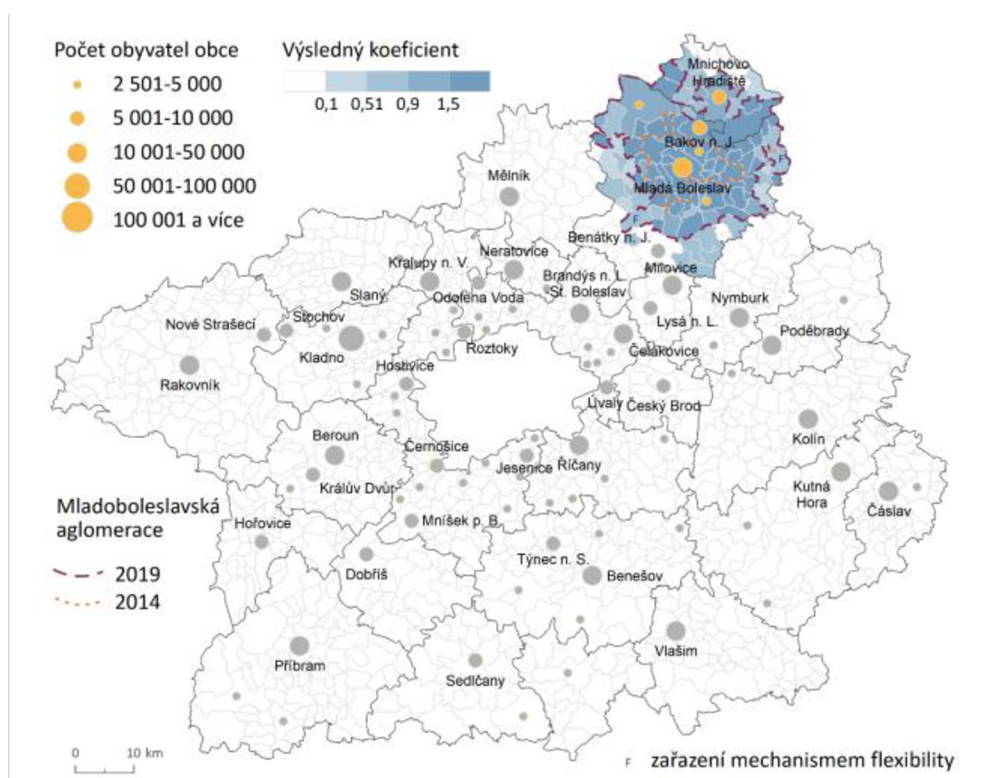 Počet obyvatel obce
2 501-5 000
5 001-10 000
10 001-50 000
50 001-100 000
100 001 a více
Výsledný koeficient
0,1 0,51 0,9 1,5
Mnichovo
Hradiště
Bakov n. J.
Mladá Boleslav
F
F
Mělník
Benátky n. J.
Milovice
Neratovice
Kralupy n. V.
Brandýs n. L.
-St. Boleslav
Odolena Voda
Slaný
Nymburk
Lysá n. L.
Poděbrady
Nové Strašecí
Stochov
Kladno
Roztoky
Čelákovice
Rakovník
Hostivice
Úvaly
Český Brod
Kolín
Beroun
Černošice
Jesenice
Říčany
Králův Dvůr
Kutná
Hora
Čáslav
Hořovice
Mníšek p. B.
Týnec n. S.
Benešov
Dobříš
Vlašim
Příbram
Sedlčany
Mladoboleslavská
aglomerace
2019
2014
0 10 km
F zařazení mechanismem flexibility